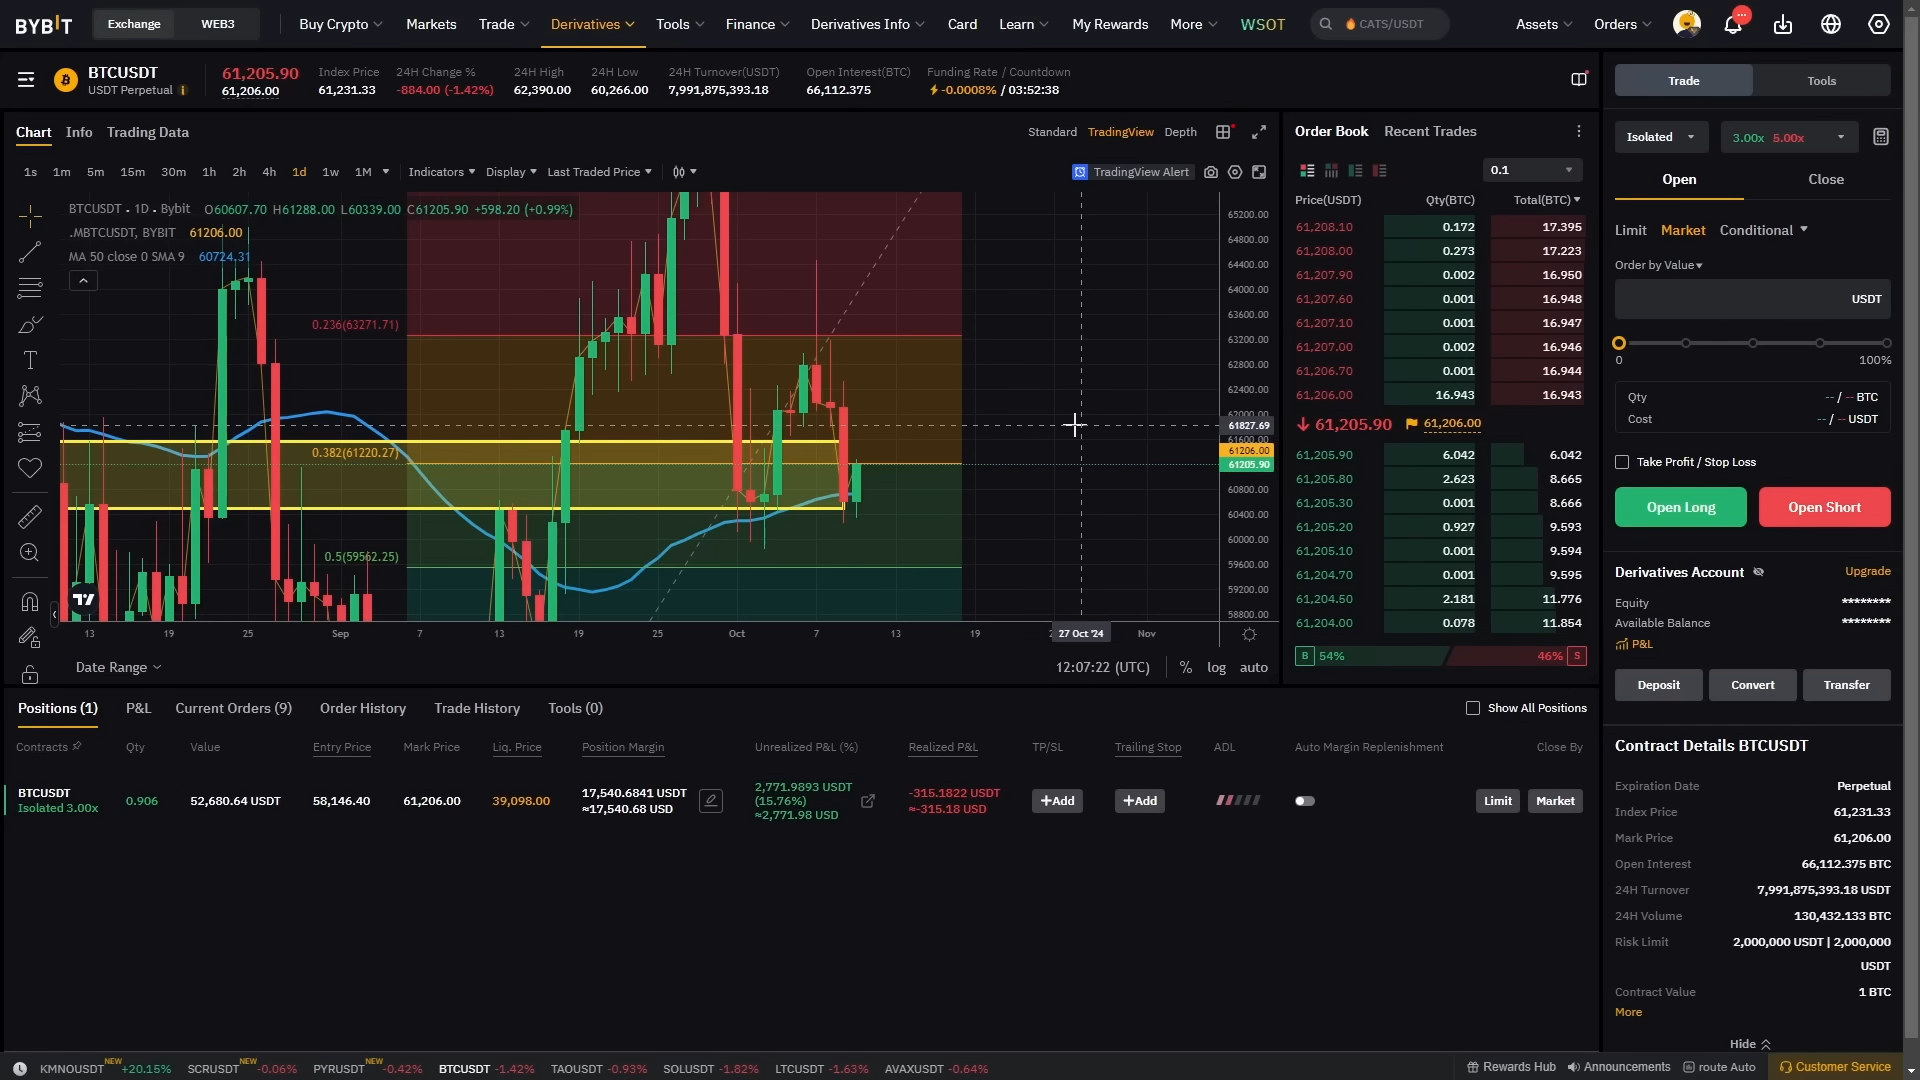 BYBIT
Exchange WEB3 Buy Crypto Markets Trade Derivatives Tools Finance Derivatives Info Card Learn My Rewards More WSOT CATS/USDT Assets Orders
BTCUSDT
USDT Perpetual
61,205.90
61,206.00
Index Price
61,231.33
24H Change %
-884.00 (-1.42%)
24H High
62,390.00
24H Low
60,266.00
24H Turnover(USDT)
7,991,875,393.18
Open Interest(BTC)
66,112.375
Funding Rate / Countdown
-0.0008% / 03:52:38
Chart Info Trading Data
Standard TradingView Depth
1s 1m 5m 15m 30m 1h 2h 4h 1d 1w 1M Indicators Display Last Traded Price
TradingView Alert
BTCUSDT · 1D · Bybit O60607.70 H61288.00 L60339.00 C61205.90 +598.20 (+0.99%)
.MBTCUSDT, BYBIT 61206.00
MA 50 close 0 SMA 9 60724.31
0.236(63271.71)
0.382(61220.27)
0.5(59562.25)
65200.00
64800.00
64400.00
64000.00
63600.00
63200.00
62800.00
62400.00
62000.00
61827.69
61600.00
61206.00
61205.90
60800.00
60400.00
60000.00
59600.00
59200.00
58800.00
13 19 25 Sep 7 13 19 25 Oct 7 13 19 27 Oct '24 Nov
Date Range
12:07:22 (UTC) % log auto
Order Book Recent Trades
0.1
Price(USDT) Qty(BTC) Total(BTC)
61,208.10 0.172 17.395
61,208.00 0.273 17.223
61,207.90 0.002 16.950
61,207.60 0.001 16.948
61,207.10 0.001 16.947
61,207.00 0.002 16.946
61,206.70 0.001 16.944
61,206.00 16.943 16.943
61,205.90 61,206.00
61,205.90 6.042 6.042
61,205.80 2.623 8.665
61,205.30 0.001 8.666
61,205.20 0.927 9.593
61,205.10 0.001 9.594
61,204.70 0.001 9.595
61,204.50 2.181 11.776
61,204.00 0.078 11.854
B 54% 46% S
Trade Tools
Isolated 3.00x 5.00x
Open Close
Limit Market Conditional
Order by Value
USDT
0 100%
Qty -- / -- BTC
Cost -- / -- USDT
Take Profit / Stop Loss
Open Long Open Short
Derivatives Account Upgrade
Equity ********
Available Balance ********
P&L
Deposit Convert Transfer
Contract Details BTCUSDT
Expiration Date Perpetual
Index Price 61,231.33
Mark Price 61,206.00
Open Interest 66,112.375 BTC
24H Turnover 7,991,875,393.18 USDT
24H Volume 130,432.133 BTC
Risk Limit 2,000,000 USDT | 2,000,000
USDT
Contract Value 1 BTC
More
Hide
Positions (1) P&L Current Orders (9) Order History Trade History Tools (0)
Show All Positions
Contracts Qty Value Entry Price Mark Price Liq. Price Position Margin Unrealized P&L (%) Realized P&L TP/SL Trailing Stop ADL Auto Margin Replenishment Close By
BTCUSDT
Isolated 3.00x
0.906
52,680.64 USDT
58,146.40
61,206.00
39,098.00
17,540.6841 USDT
≈17,540.68 USD
2,771.9893 USDT
(15.76%)
≈2,771.98 USD
-315.1822 USDT
≈-315.18 USD
+Add
+Add
Limit Market
KMNOUSDT NEW +20.15% SCRUSDT NEW -0.06% PYRUSDT NEW -0.42% BTCUSDT -1.42% TAOUSDT -0.93% SOLUSDT -1.82% LTCUSDT -1.63% AVAXUSDT -0.64%
Rewards Hub Announcements route Auto Customer Service